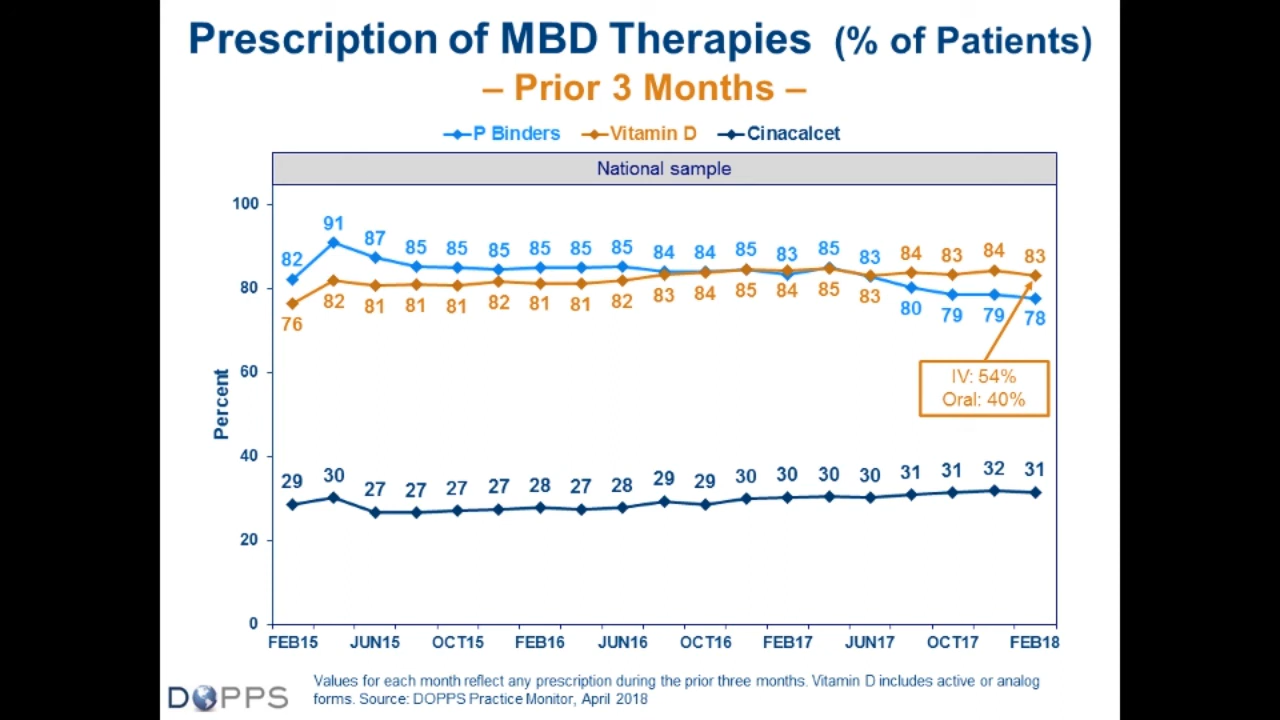 Prescription of MBD Therapies (% of Patients)
– Prior 3 Months –
P Binders Vitamin D Cinacalcet
National sample
100
80
60
40
20
0
Percent
82 91 87 85 85 85 85 85 85 84 84 85 83 85 83 80 79 79 78
76 82 81 81 81 82 81 81 82 83 84 85 84 85 83 84 83 84 83
IV: 54%
Oral: 40%
29 30 27 27 27 27 28 27 28 29 29 30 30 30 30 31 31 32 31
FEB15 JUN15 OCT15 FEB16 JUN16 OCT16 FEB17 JUN17 OCT17 FEB18
DOPPS
Values for each month reflect any prescription during the prior three months. Vitamin D includes active or analog
forms. Source: DOPPS Practice Monitor, April 2018